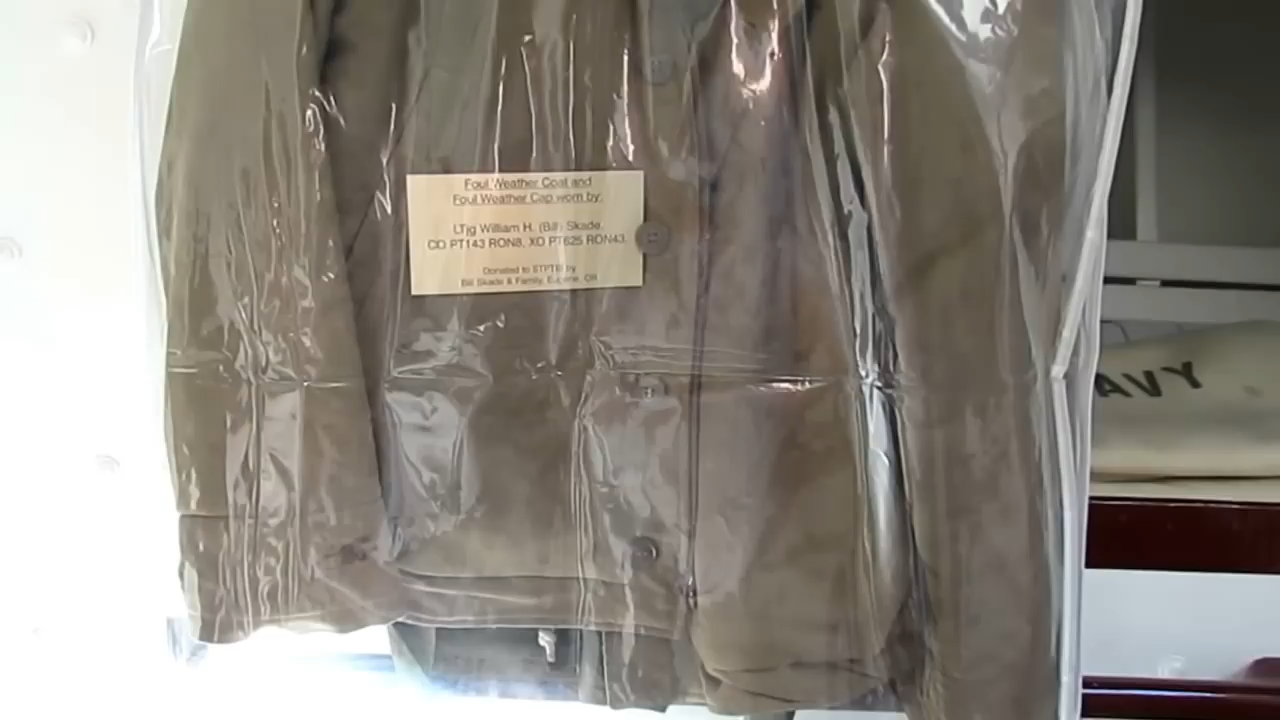 Foul Weather Coat and
Foul Weather Cap worn by:
LTjg William H. (Bill) Skade,
CO PT143 RON8, XO PT625 RON43.
Donated to STPTB by
Bill Skade & Family, Eugene, OR
AVY